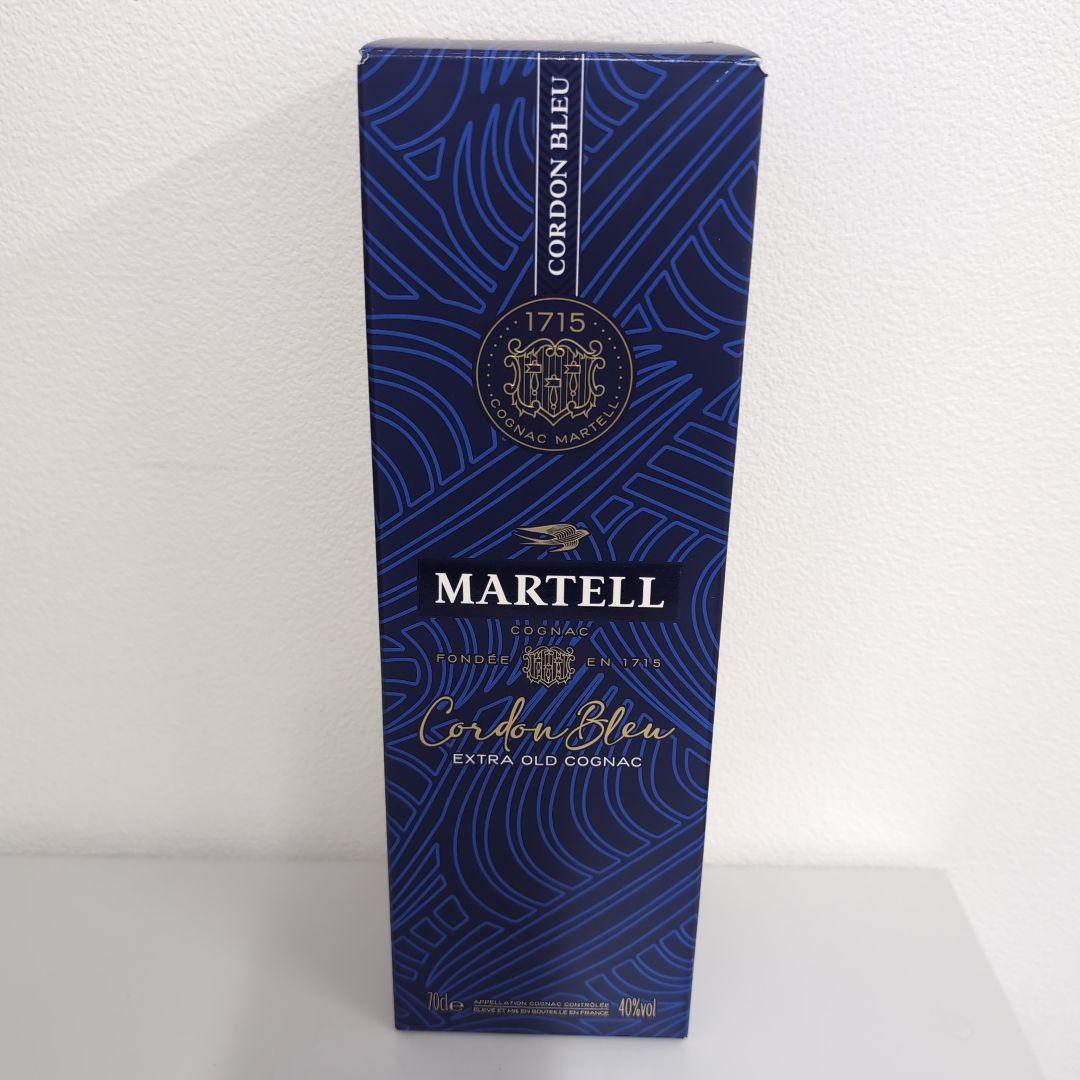 CORDON BLEU
1715
COGNAC MARTELL
MARTELL
COGNAC
FONDÉE EN 1715
Cordon Bleu
EXTRA OLD COGNAC
70cl e APPELLATION COGNAC CONTRÔLÉE 40%vol
ÉLEVÉ ET MIS EN BOUTEILLE EN FRANCE